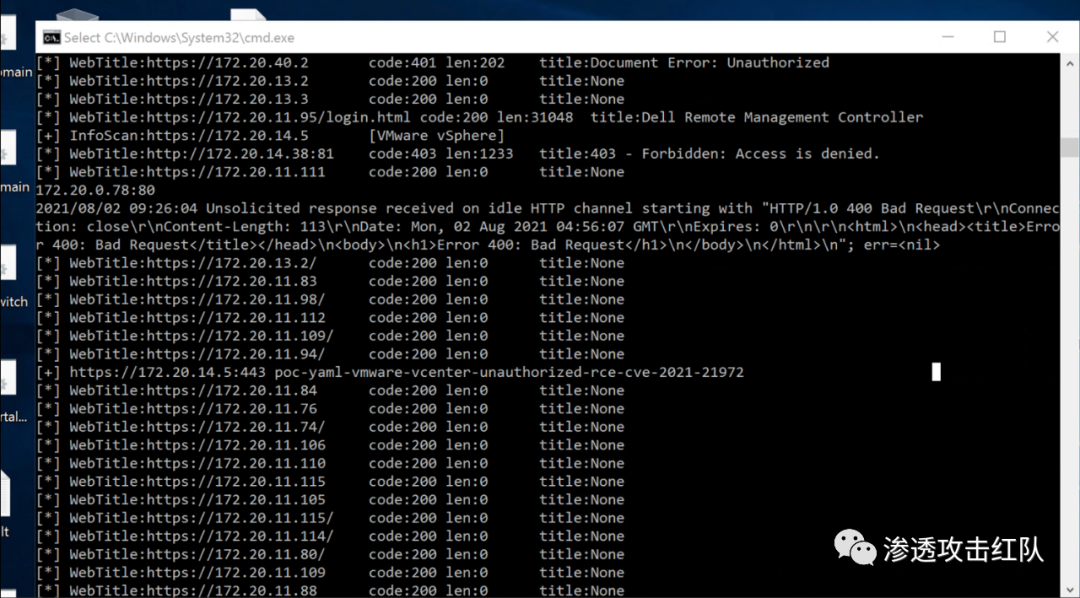 Select C:\Windows\System32\cmd.exe
[*] WebTitle:https://172.20.40.2 code:401 len:202 title:Document Error: Unauthorized
omain
[*] WebTitle:https://172.20.13.2 code:200 len:0 title:None
[*] WebTitle:https://172.20.13.3 code:200 len:0 title:None
[*] WebTitle:https://172.20.11.95/login.html code:200 len:31048 title:Dell Remote Management Controller
[+] InfoScan:https://172.20.14.5 [VMware vSphere]
[*] WebTitle:http://172.20.14.38:81 code:403 len:1233 title:403 - Forbidden: Access is denied.
[*] WebTitle:https://172.20.11.111 code:200 len:0 title:None
main
172.20.0.78:80
2021/08/02 09:26:04 Unsolicited response received on idle HTTP channel starting with "HTTP/1.0 400 Bad Request\r\nConnec
tion: close\r\nContent-Length: 113\r\nDate: Mon, 02 Aug 2021 04:56:07 GMT\r\nExpires: 0\r\n\r\n<html>\n<head><title>Erro
r 400: Bad Request</title></head>\n<body>\n<h1>Error 400: Bad Request</h1>\n</body>\n</html>\n"; err=<nil>
[*] WebTitle:https://172.20.13.2/ code:200 len:0 title:None
[*] WebTitle:https://172.20.11.83 code:200 len:0 title:None
witch
[*] WebTitle:https://172.20.11.98/ code:200 len:0 title:None
[*] WebTitle:https://172.20.11.112 code:200 len:0 title:None
[*] WebTitle:https://172.20.11.109/ code:200 len:0 title:None
[*] WebTitle:https://172.20.11.94/ code:200 len:0 title:None
[+] https://172.20.14.5:443 poc-yaml-vmware-vcenter-unauthorized-rce-cve-2021-21972
[*] WebTitle:https://172.20.11.84 code:200 len:0 title:None
[*] WebTitle:https://172.20.11.76 code:200 len:0 title:None
rtal...
[*] WebTitle:https://172.20.11.74/ code:200 len:0 title:None
[*] WebTitle:https://172.20.11.106 code:200 len:0 title:None
[*] WebTitle:https://172.20.11.110 code:200 len:0 title:None
[*] WebTitle:https://172.20.11.115 code:200 len:0 title:None
[*] WebTitle:https://172.20.11.105 code:200 len:0 title:None
[*] WebTitle:https://172.20.11.115/ code:200 len:0 title:None
lt
[*] WebTitle:https://172.20.11.114/ code:200 len:0 title:None
[*] WebTitle:https://172.20.11.80/ code:200 len:0 title:None
[*] WebTitle:https://172.20.11.109 code:200 len:0 title:None
[*] WebTitle:https://172.20.11.88 code:200 len:0 title:None
渗透攻击红队